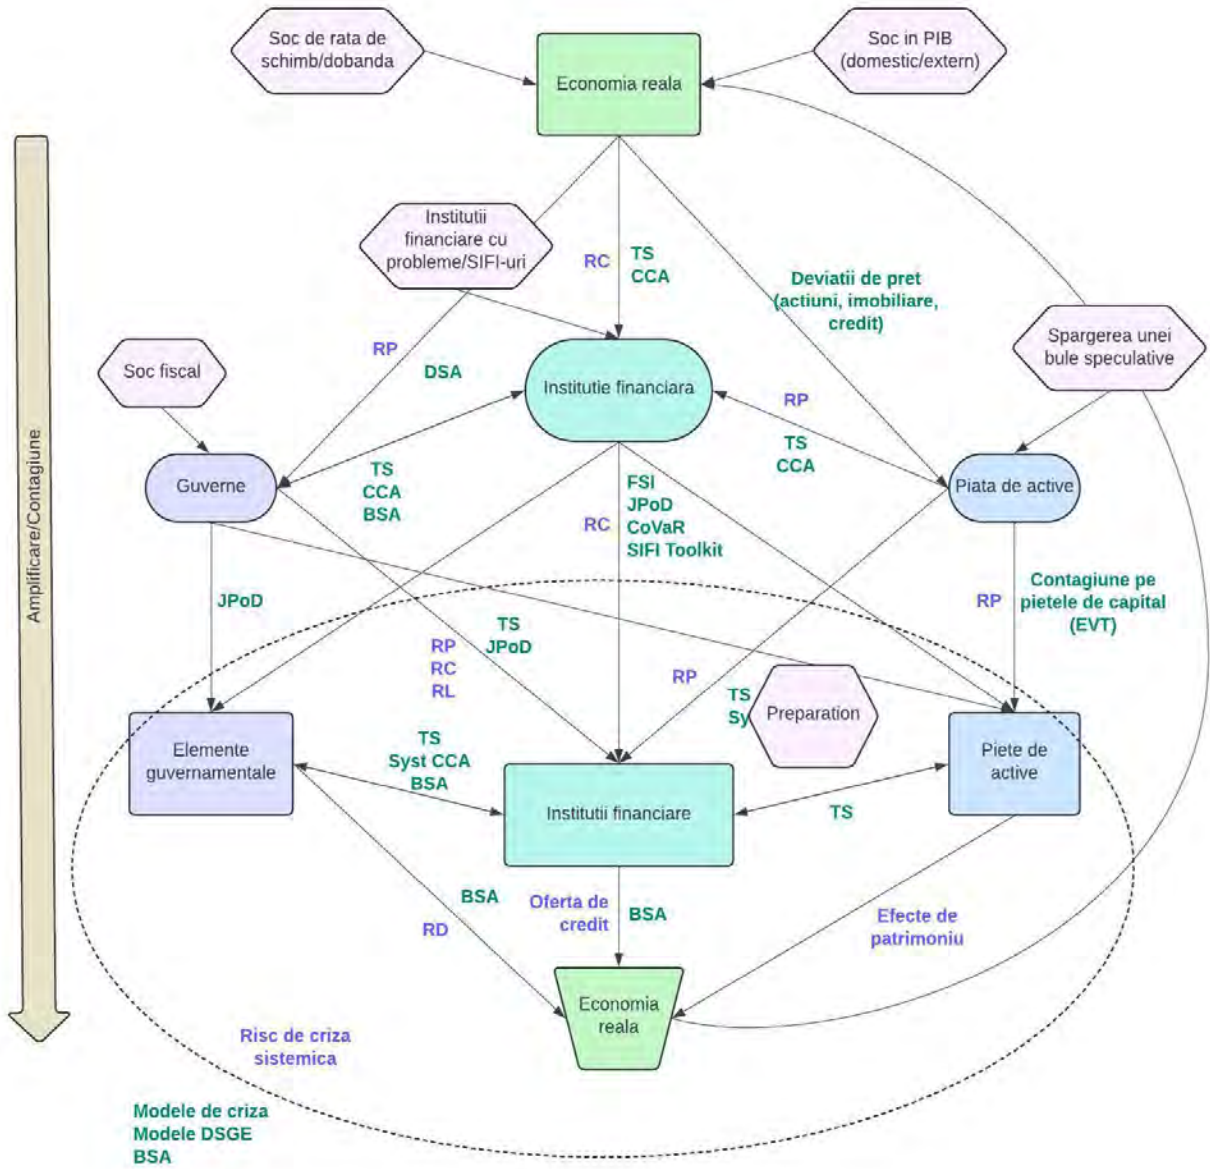 Soc de rata de
schimb/dobanda
Economia reala
Soc in PIB
(domestic/extern)
Institutii
financiare cu
probleme/SIFI-uri
RC
TS
CCA
Deviatii de pret
(actiuni, imobiliare,
credit)
Spargerea unei
bule speculative
Soc fiscal
RP
DSA
Institutie financiara
RP
TS
CCA
Guverne
TS
CCA
BSA
FSI
JPoD
CoVaR
SIFI Toolkit
RC
Piata de active
Amplificare/Contagiune
JPoD
RP
Contagiune pe
pietele de capital
(EVT)
TS
JPoD
RP
RC
RL
RP
TS
Sy
Preparation
Elemente
guvernamentale
TS
Syst CCA
BSA
Institutii financiare
TS
Piete de
active
BSA
RD
Oferta de
credit
BSA
Efecte de
patrimoniu
Economia
reala
Risc de criza
sistemica
Modele de criza
Modele DSGE
BSA